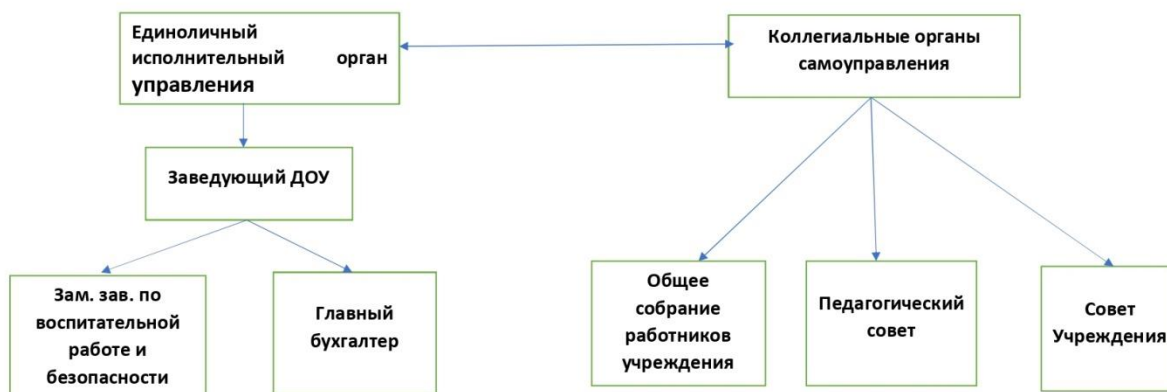 Единоличный
исполнительный орган
управления
Коллегиальные органы
самоуправления
Заведующий ДОУ
Зам. зав. по
воспитательной
работе и
безопасности
Главный
бухгалтер
Общее
собрание
работников
учреждения
Педагогический
совет
Совет
Учреждения